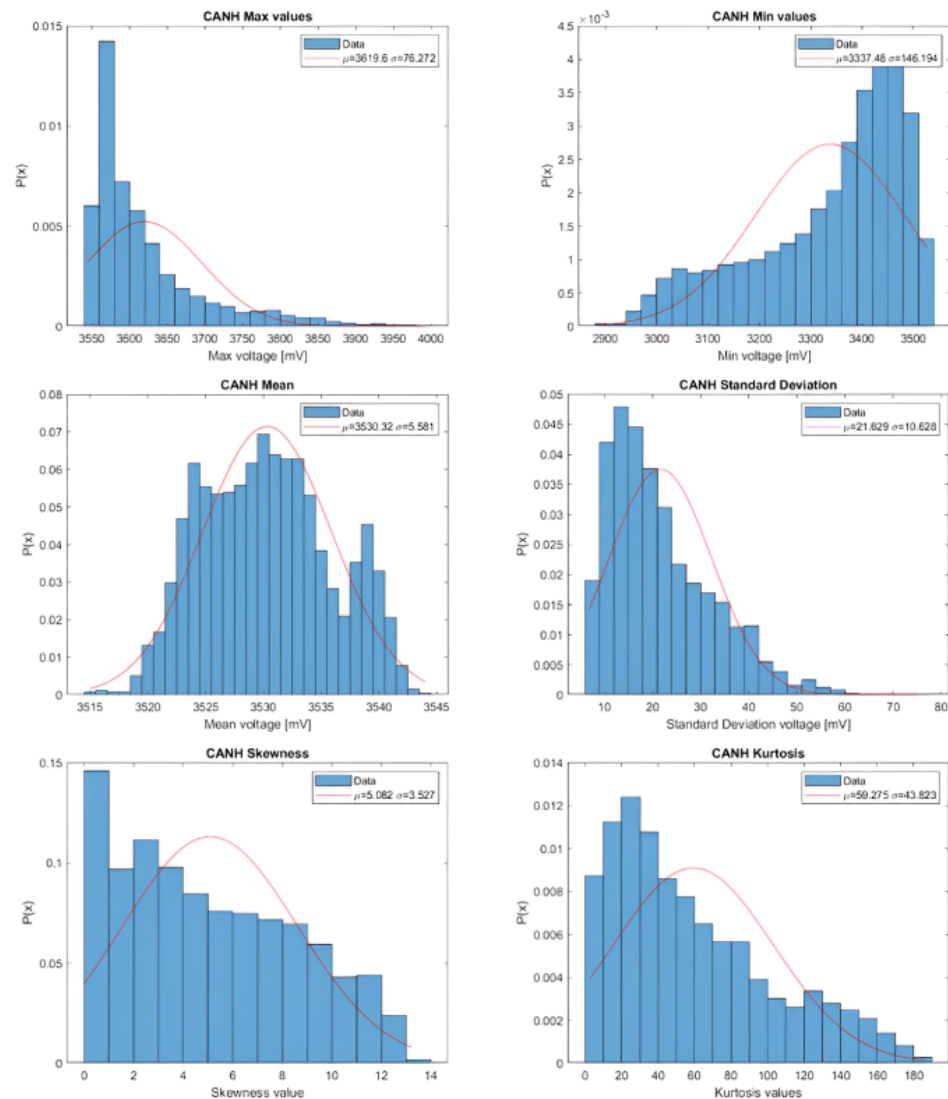 CANH Max values
0.015
0.01
0.005
0
P(x)
Data
μ=3619.6 σ=76.272
3550 3600 3650 3700 3750 3800 3850 3900 3950 4000
Max voltage [mV]
CANH Min values
×10⁻³
4.5
4
3.5
3
2.5
2
1.5
1
0.5
0
P(x)
Data
μ=3337.48 σ=146.194
2900 3000 3100 3200 3300 3400 3500
Min voltage [mV]
CANH Mean
0.08
0.07
0.06
0.05
0.04
0.03
0.02
0.01
0
P(x)
Data
μ=3530.32 σ=5.581
3515 3520 3525 3530 3535 3540 3545
Mean voltage [mV]
CANH Standard Deviation
0.05
0.045
0.04
0.035
0.03
0.025
0.02
0.015
0.01
0.005
0
P(x)
Data
μ=21.629 σ=10.628
10 20 30 40 50 60 70 80
Standard Deviation voltage [mV]
CANH Skewness
0.15
0.1
0.05
0
P(x)
Data
μ=5.082 σ=3.527
0 2 4 6 8 10 12 14
Skewness value
CANH Kurtosis
0.014
0.012
0.01
0.008
0.006
0.004
0.002
0
P(x)
Data
μ=59.275 σ=43.823
0 20 40 60 80 100 120 140 160 180
Kurtosis values